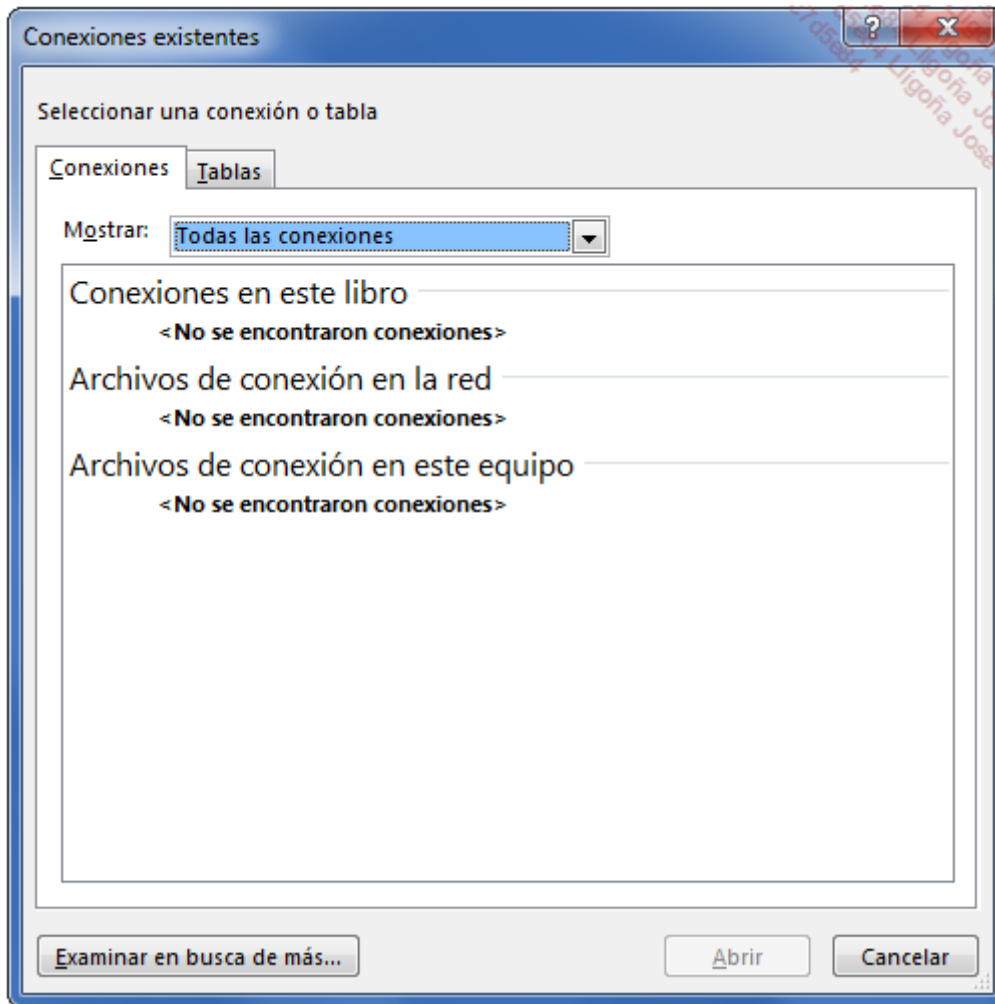 Conexiones existentes
?
X
Seleccionar una conexión o tabla
Conexiones
Tablas
Mostrar:
Todas las conexiones
Conexiones en este libro
<No se encontraron conexiones>
Archivos de conexión en la red
<No se encontraron conexiones>
Archivos de conexión en este equipo
<No se encontraron conexiones>
Examinar en busca de más...
Abrir
Cancelar
Lligoña José